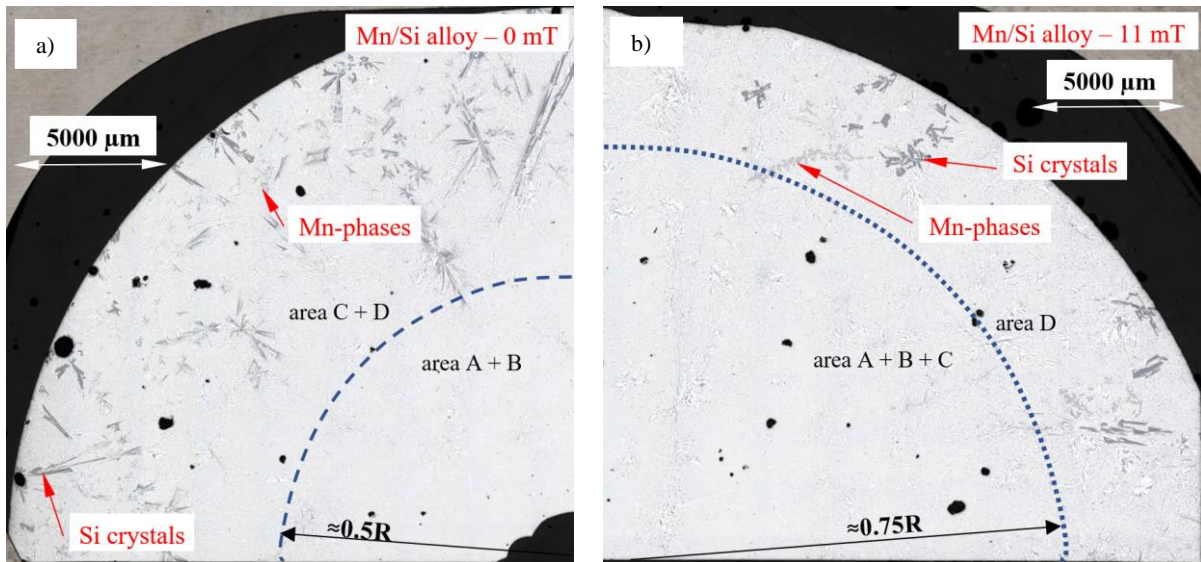 a)
Mn/Si alloy – 0 mT
5000 µm
Mn-phases
area C + D
area A + B
Si crystals
≈0.5R
b)
Mn/Si alloy – 11 mT
5000 µm
Si crystals
Mn-phases
area D
area A + B + C
≈0.75R